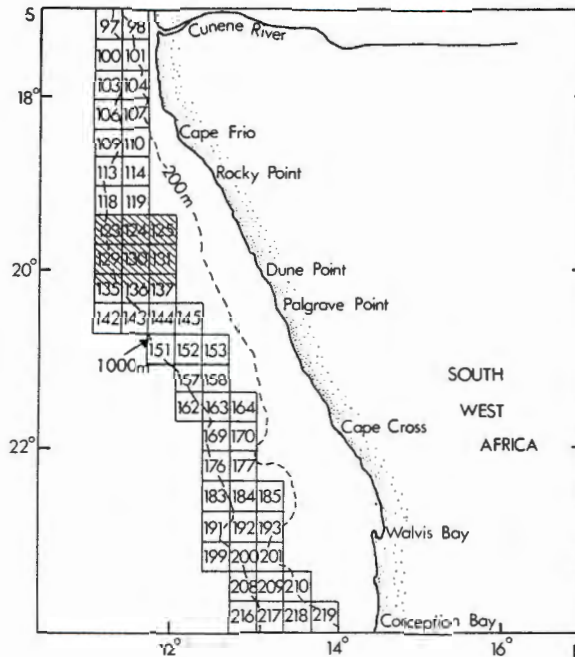 S
97 98
Cunene River
100 101
18°
103 104
106 107
Cape Frio
109 110
200m
Rocky Point
113 114
118 119
123 124 125
20°
129 130 131
Dune Point
135 136 137
Palgrave Point
142 143 144 145
1000m
151 152 153
157 158
SOUTH
162 163 164
WEST
Cape Cross
169 170
AFRICA
22°
176 177
183 184 185
191 192 193
Walvis Bay
199 200 201
208 209 210
216 217 218 219
Conception Bay
12° 14° 16°